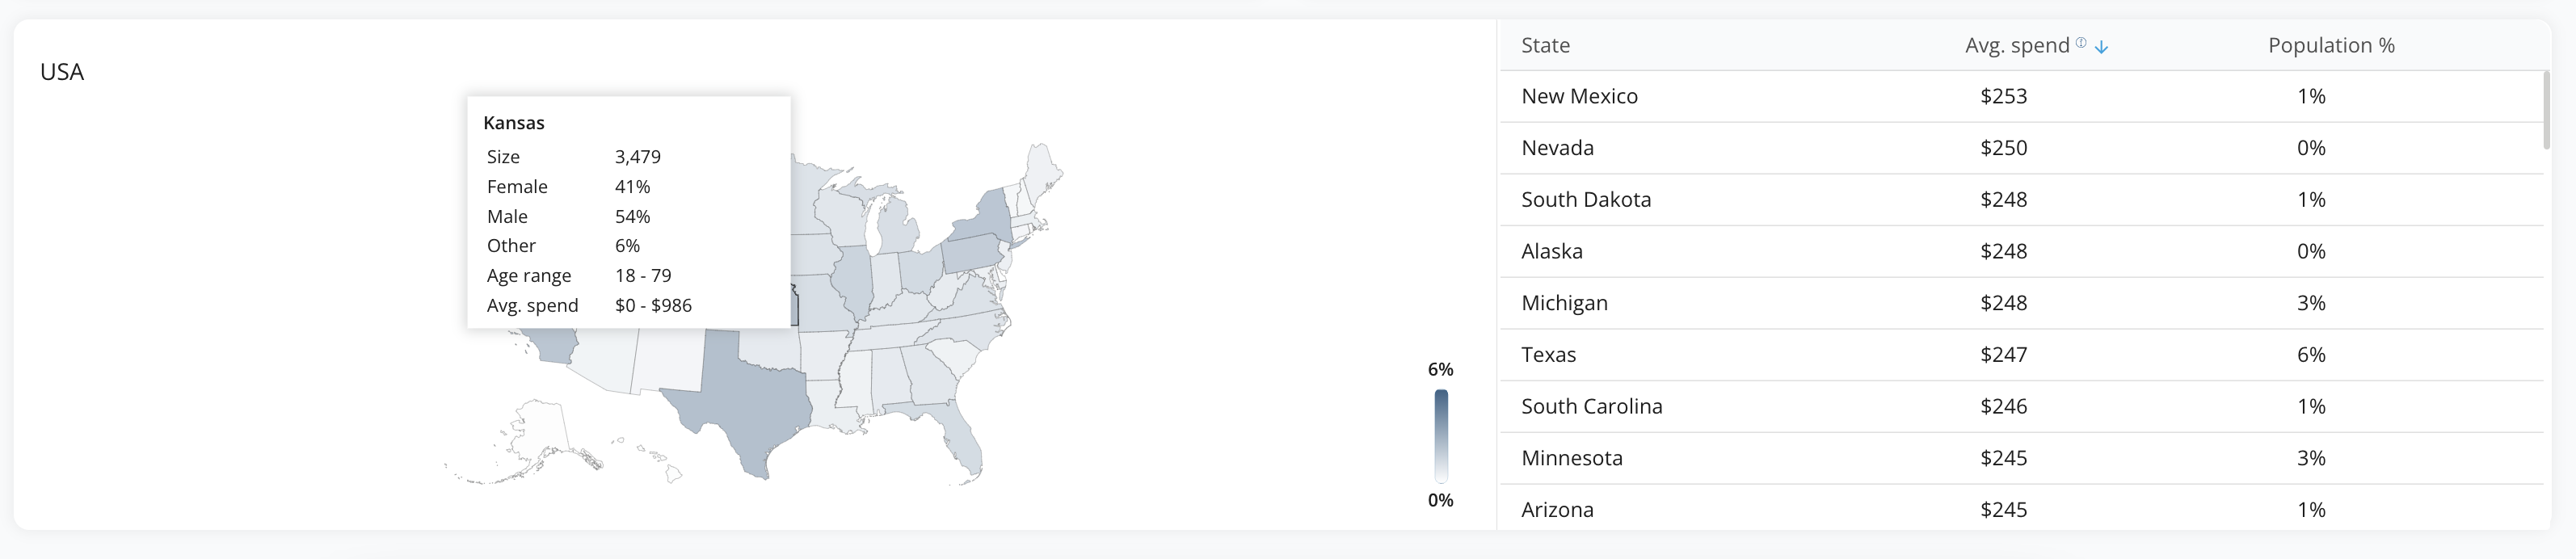 USA
Kansas
Size 3,479
Female 41%
Male 54%
Other 6%
Age range 18 - 79
Avg. spend $0 - $986
6%
0%
State Avg. spend Population %
New Mexico $253 1%
Nevada $250 0%
South Dakota $248 1%
Alaska $248 0%
Michigan $248 3%
Texas $247 6%
South Carolina $246 1%
Minnesota $245 3%
Arizona $245 1%